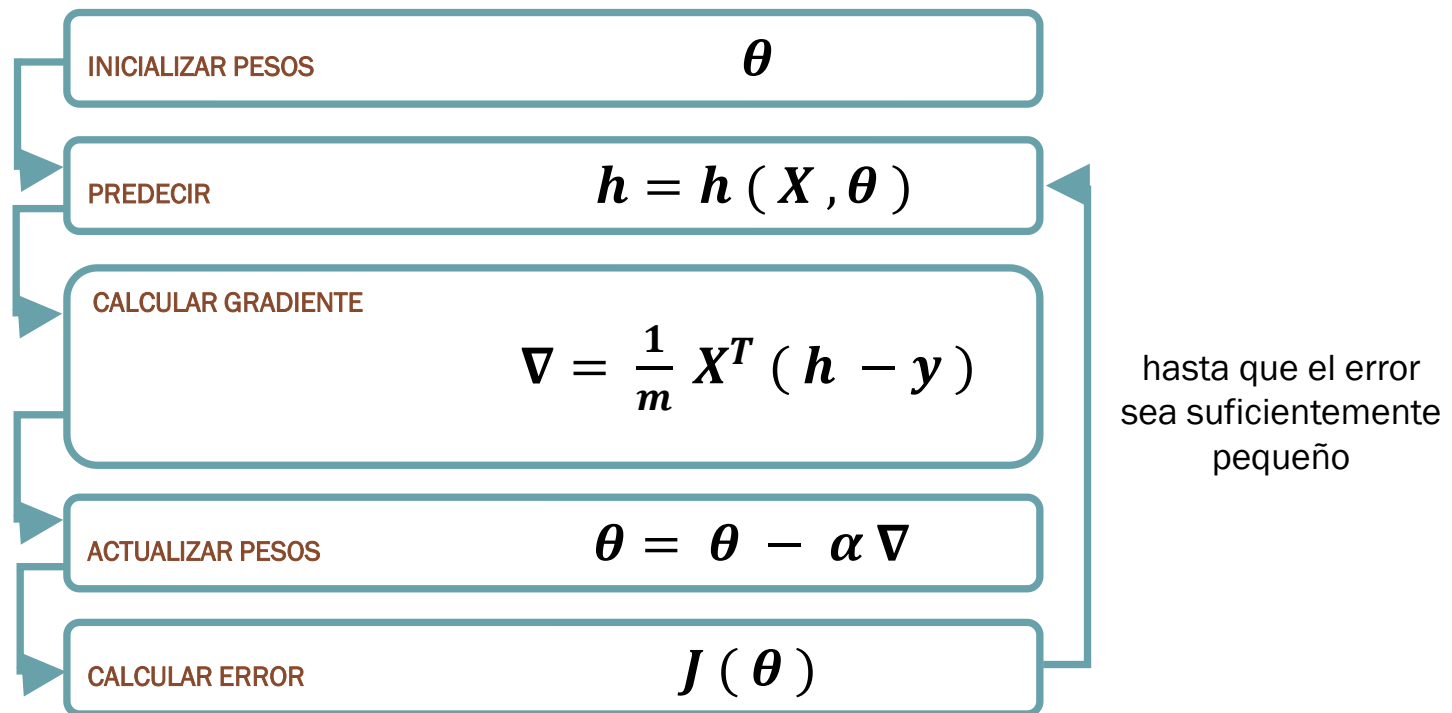 INICIALIZAR PESOS θ
PREDECIR h = h ( X , θ )
CALCULAR GRADIENTE
∇ = 1/m X^T ( h − y )
ACTUALIZAR PESOS θ = θ − α ∇
CALCULAR ERROR J ( θ )
hasta que el error
sea suficientemente
pequeño